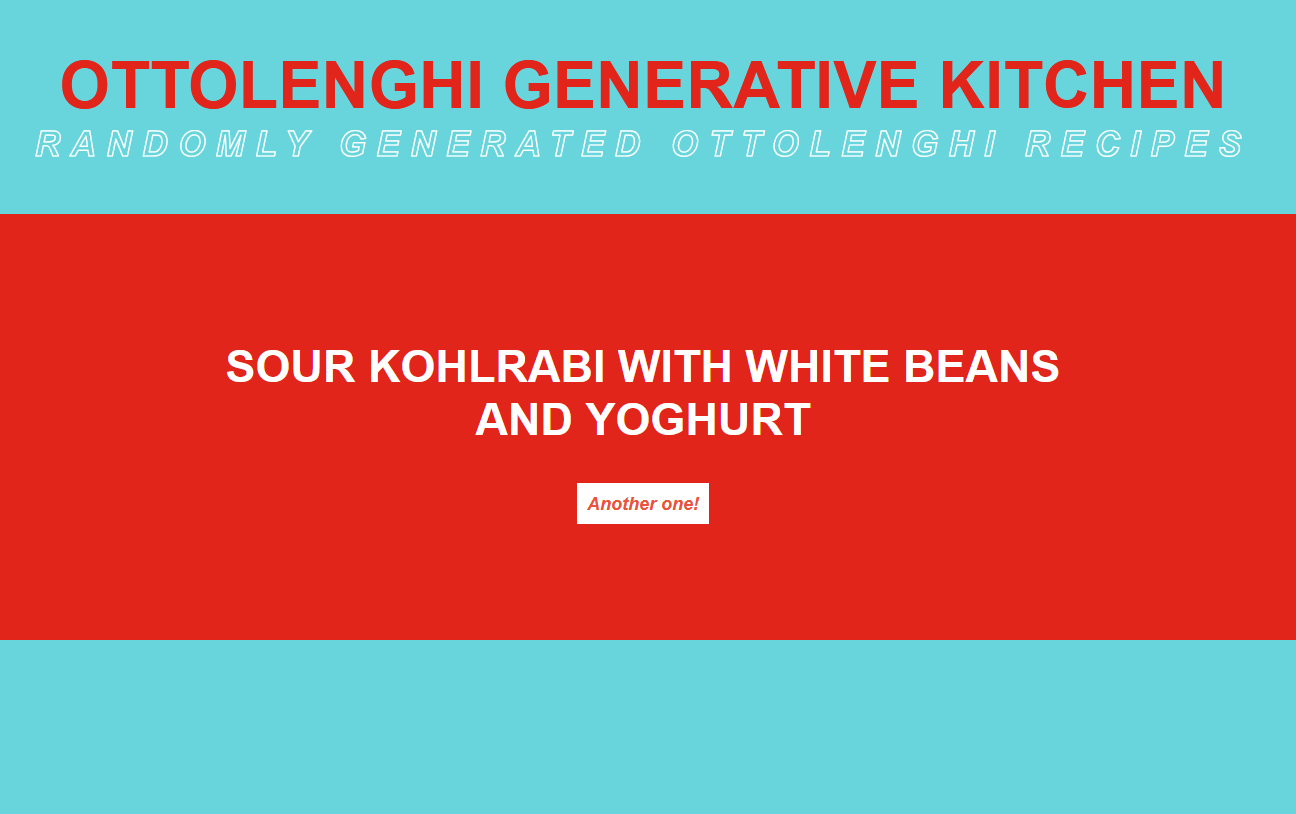 OTTOLENGHI GENERATIVE KITCHEN
RANDOMLY GENERATED OTTOLENGHI RECIPES
SOUR KOHLRABI WITH WHITE BEANS
AND YOGHURT
Another one!